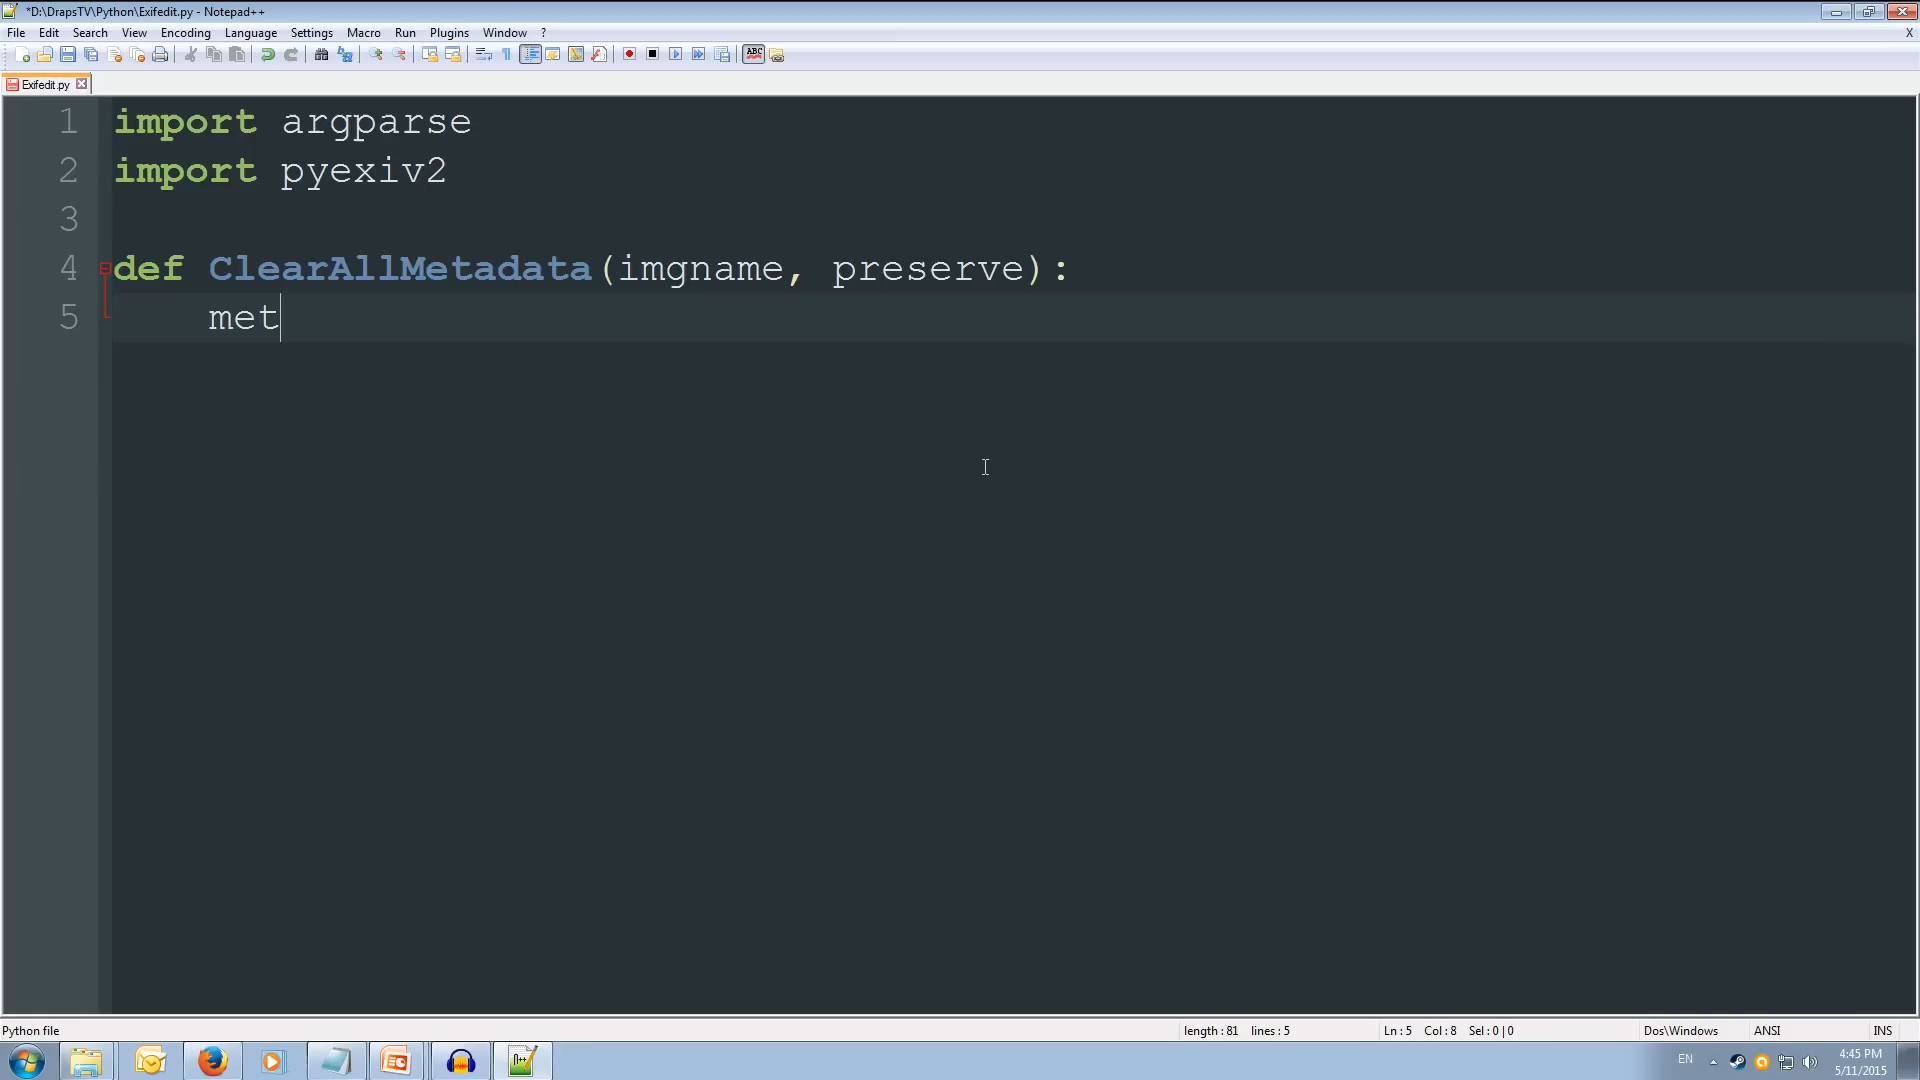 *D:\DrapsTV\Python\Exifedit.py - Notepad++
File Edit Search View Encoding Language Settings Macro Run Plugins Window ? X
Exifedit.py
1 import argparse
2 import pyexiv2
3
4 def ClearAllMetadata(imgname, preserve):
5 met
Python file length : 81 lines : 5 Ln : 5 Col : 8 Sel : 0 | 0 Dos\Windows ANSI INS
EN 4:45 PM
5/11/2015